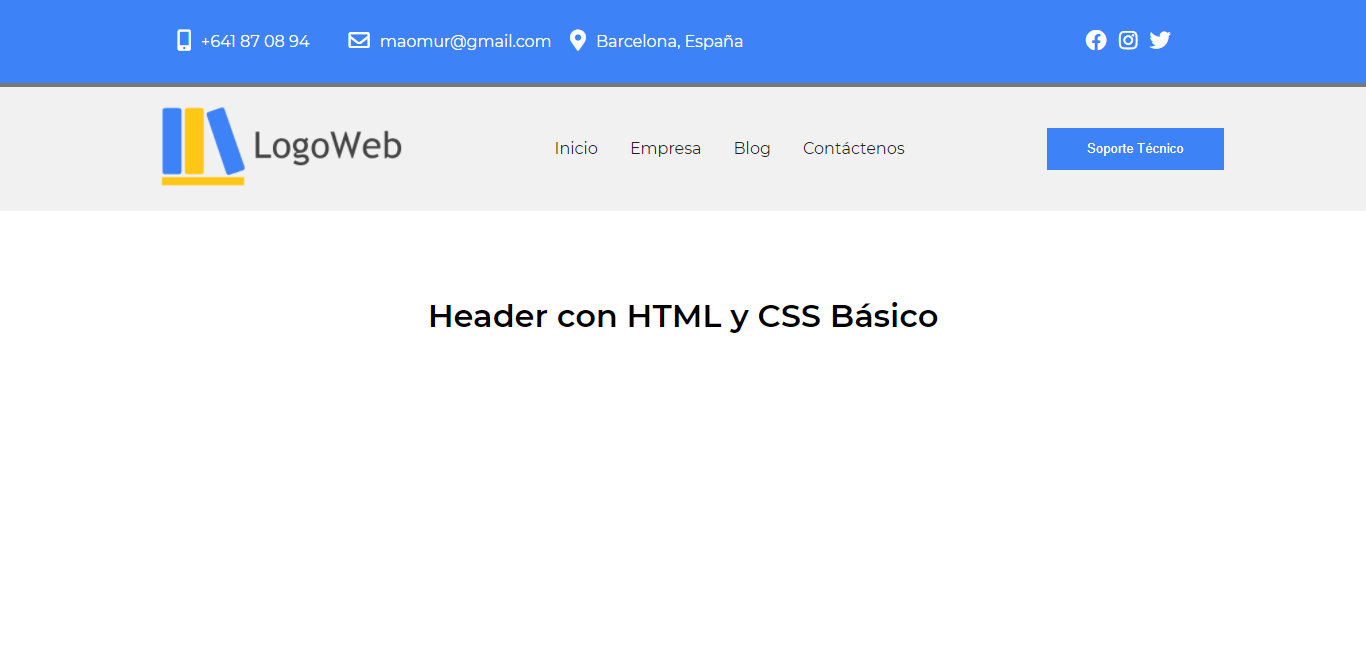 +641 87 08 94 maomur@gmail.com Barcelona, España
LogoWeb Inicio Empresa Blog Contáctenos Soporte Técnico
Header con HTML y CSS Básico